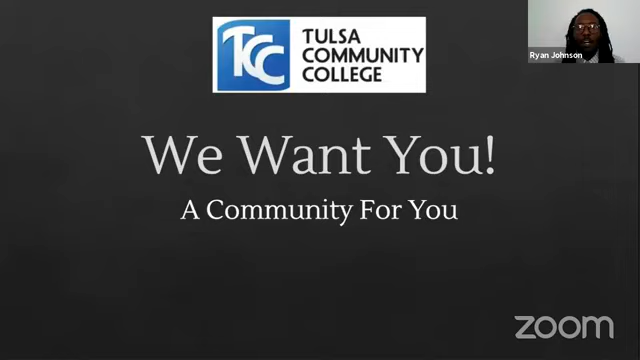 TCC
TULSA
COMMUNITY
COLLEGE
Ryan Johnson
We Want You!
A Community For You
zoom